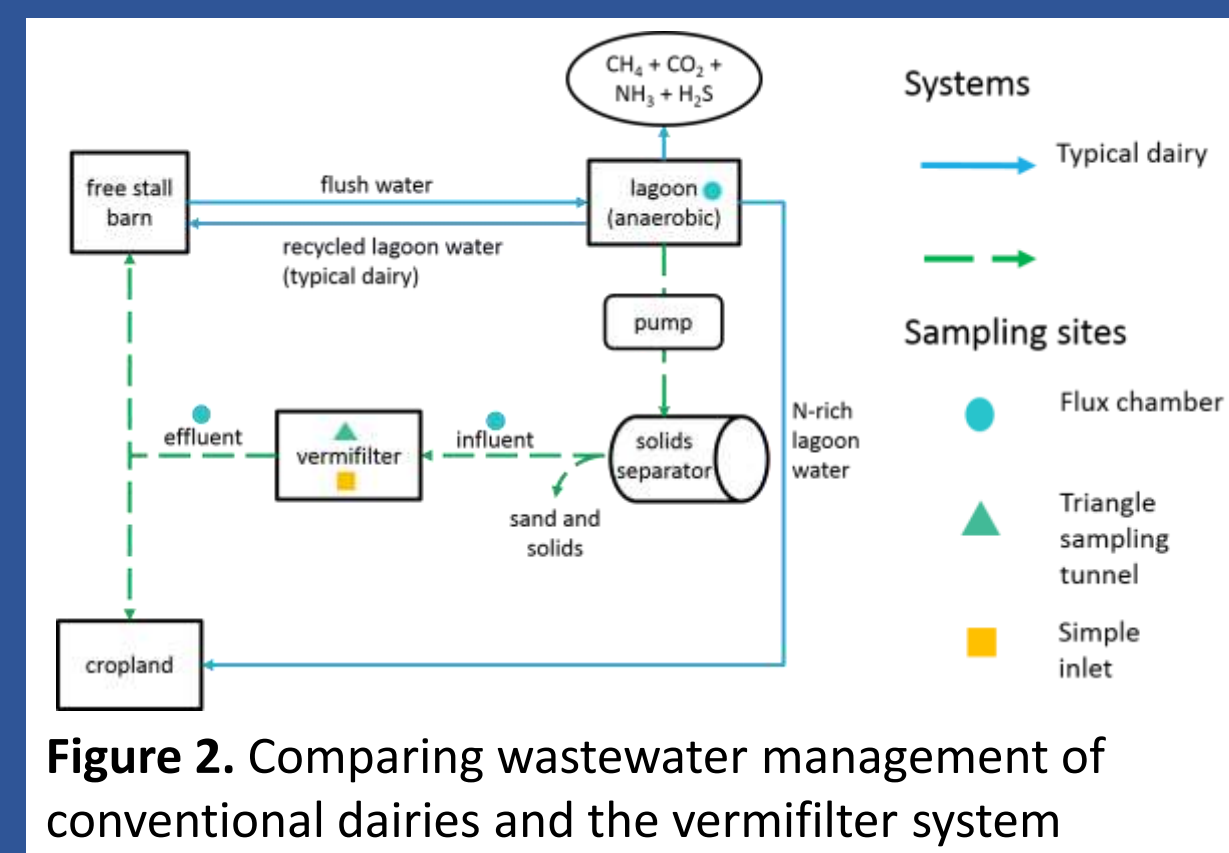 CH₄ + CO₂ +
NH₃ + H₂S
free stall
barn
flush water
lagoon
(anaerobic)
recycled lagoon water
(typical dairy)
pump
N-rich
lagoon
water
effluent
vermifilter
influent
solids
separator
sand and
solids
cropland
Systems
Typical dairy
Sampling sites
Flux chamber
Triangle
sampling
tunnel
Simple
inlet
Figure 2. Comparing wastewater management of
conventional dairies and the vermifilter system